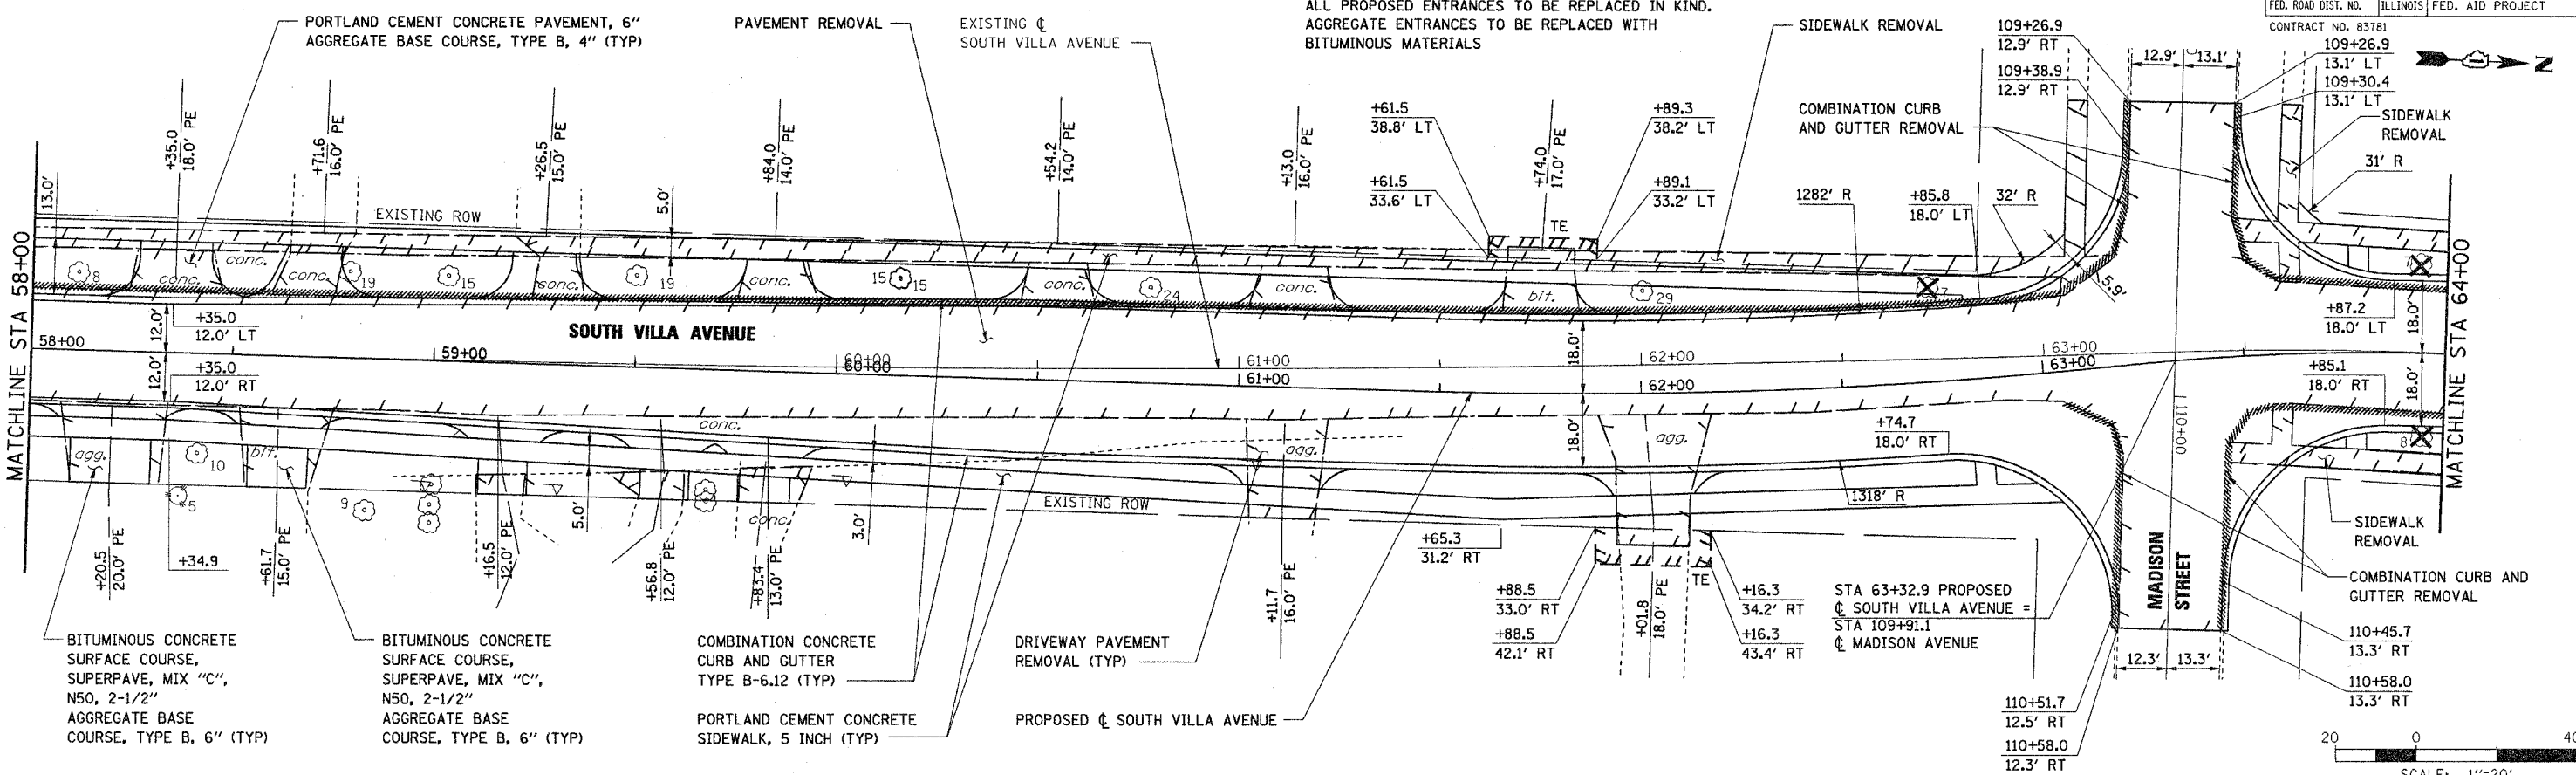 PORTLAND CEMENT CONCRETE PAVEMENT, 6"
AGGREGATE BASE COURSE, TYPE B, 4" (TYP)
PAVEMENT REMOVAL
EXISTING ℄
SOUTH VILLA AVENUE
ALL PROPOSED ENTRANCES TO BE REPLACED IN KIND.
AGGREGATE ENTRANCES TO BE REPLACED WITH
BITUMINOUS MATERIALS
SIDEWALK REMOVAL
FED. ROAD DIST. NO.
ILLINOIS
FED. AID PROJECT
CONTRACT NO. 83781
109+26.9
12.9' RT
109+38.9
12.9' RT
12.9'
13.1'
109+26.9
13.1' LT
109+30.4
13.1' LT
N
SIDEWALK
REMOVAL
31' R
COMBINATION CURB
AND GUTTER REMOVAL
13.0'
+35.0
18.0' PE
+71.6
16.0' PE
+26.5
15.0' PE
5.0'
+84.0
14.0' PE
+54.2
14.0' PE
+13.0
16.0' PE
+61.5
38.8' LT
+61.5
33.6' LT
+74.0
17.0' PE
TE
+89.3
38.2' LT
+89.1
33.2' LT
1282' R
+85.8
18.0' LT
32' R
5.9'
EXISTING ROW
8
conc.
conc.
conc.
19
15
conc.
19
conc.
15
15
conc.
24
conc.
bit.
29
7
7
MATCHLINE STA 58+00
MATCHLINE STA 64+00
12.0'
12.0'
+35.0
12.0' LT
SOUTH VILLA AVENUE
58+00
59+00
60+00
60+00
61+00
61+00
62+00
62+00
63+00
63+00
+35.0
12.0' RT
18.0'
18.0'
+87.2
18.0' LT
18.0'
+85.1
18.0' RT
18.0'
110+00
agg.
10
bit.
5
9
conc.
conc.
5.0'
3.0'
agg.
agg.
EXISTING ROW
+74.7
18.0' RT
1318' R
8
+20.5
20.0' PE
+34.9
+61.7
15.0' PE
+16.5
12.0' PE
+56.8
12.0' PE
+83.4
13.0' PE
+11.7
16.0' PE
+65.3
31.2' RT
+88.5
33.0' RT
+88.5
42.1' RT
+01.8
18.0' PE
TE
+16.3
34.2' RT
+16.3
43.4' RT
STA 63+32.9 PROPOSED
℄ SOUTH VILLA AVENUE =
STA 109+91.1
℄ MADISON AVENUE
MADISON
STREET
SIDEWALK
REMOVAL
COMBINATION CURB AND
GUTTER REMOVAL
110+45.7
13.3' RT
110+58.0
13.3' RT
12.3'
13.3'
110+51.7
12.5' RT
110+58.0
12.3' RT
BITUMINOUS CONCRETE
SURFACE COURSE,
SUPERPAVE, MIX "C",
N50, 2-1/2"
AGGREGATE BASE
COURSE, TYPE B, 6" (TYP)
BITUMINOUS CONCRETE
SURFACE COURSE,
SUPERPAVE, MIX "C",
N50, 2-1/2"
AGGREGATE BASE
COURSE, TYPE B, 6" (TYP)
COMBINATION CONCRETE
CURB AND GUTTER
TYPE B-6.12 (TYP)
PORTLAND CEMENT CONCRETE
SIDEWALK, 5 INCH (TYP)
DRIVEWAY PAVEMENT
REMOVAL (TYP)
PROPOSED ℄ SOUTH VILLA AVENUE
20
0
40
SCALE: 1"=20'